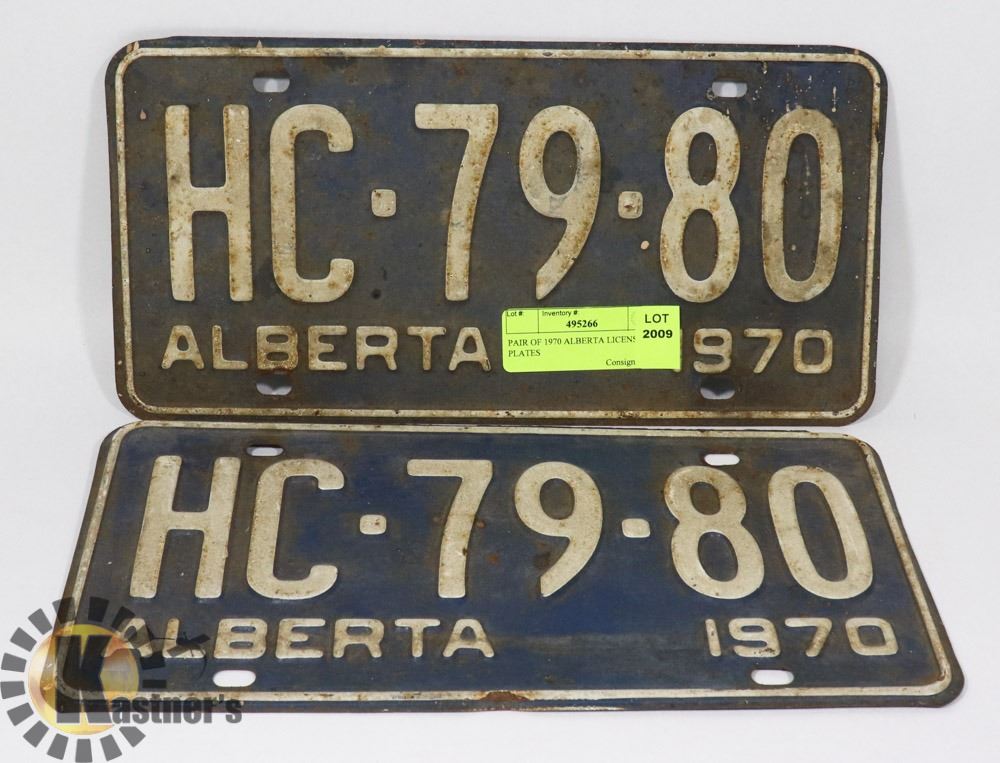 HC·79·80
Lot #: Inventory #:
495266
LOT
2009
PAIR OF 1970 ALBERTA LICENS
PLATES
Consign
ALBERTA 970
HC·79·80
ALBERTA 1970
Kastner's